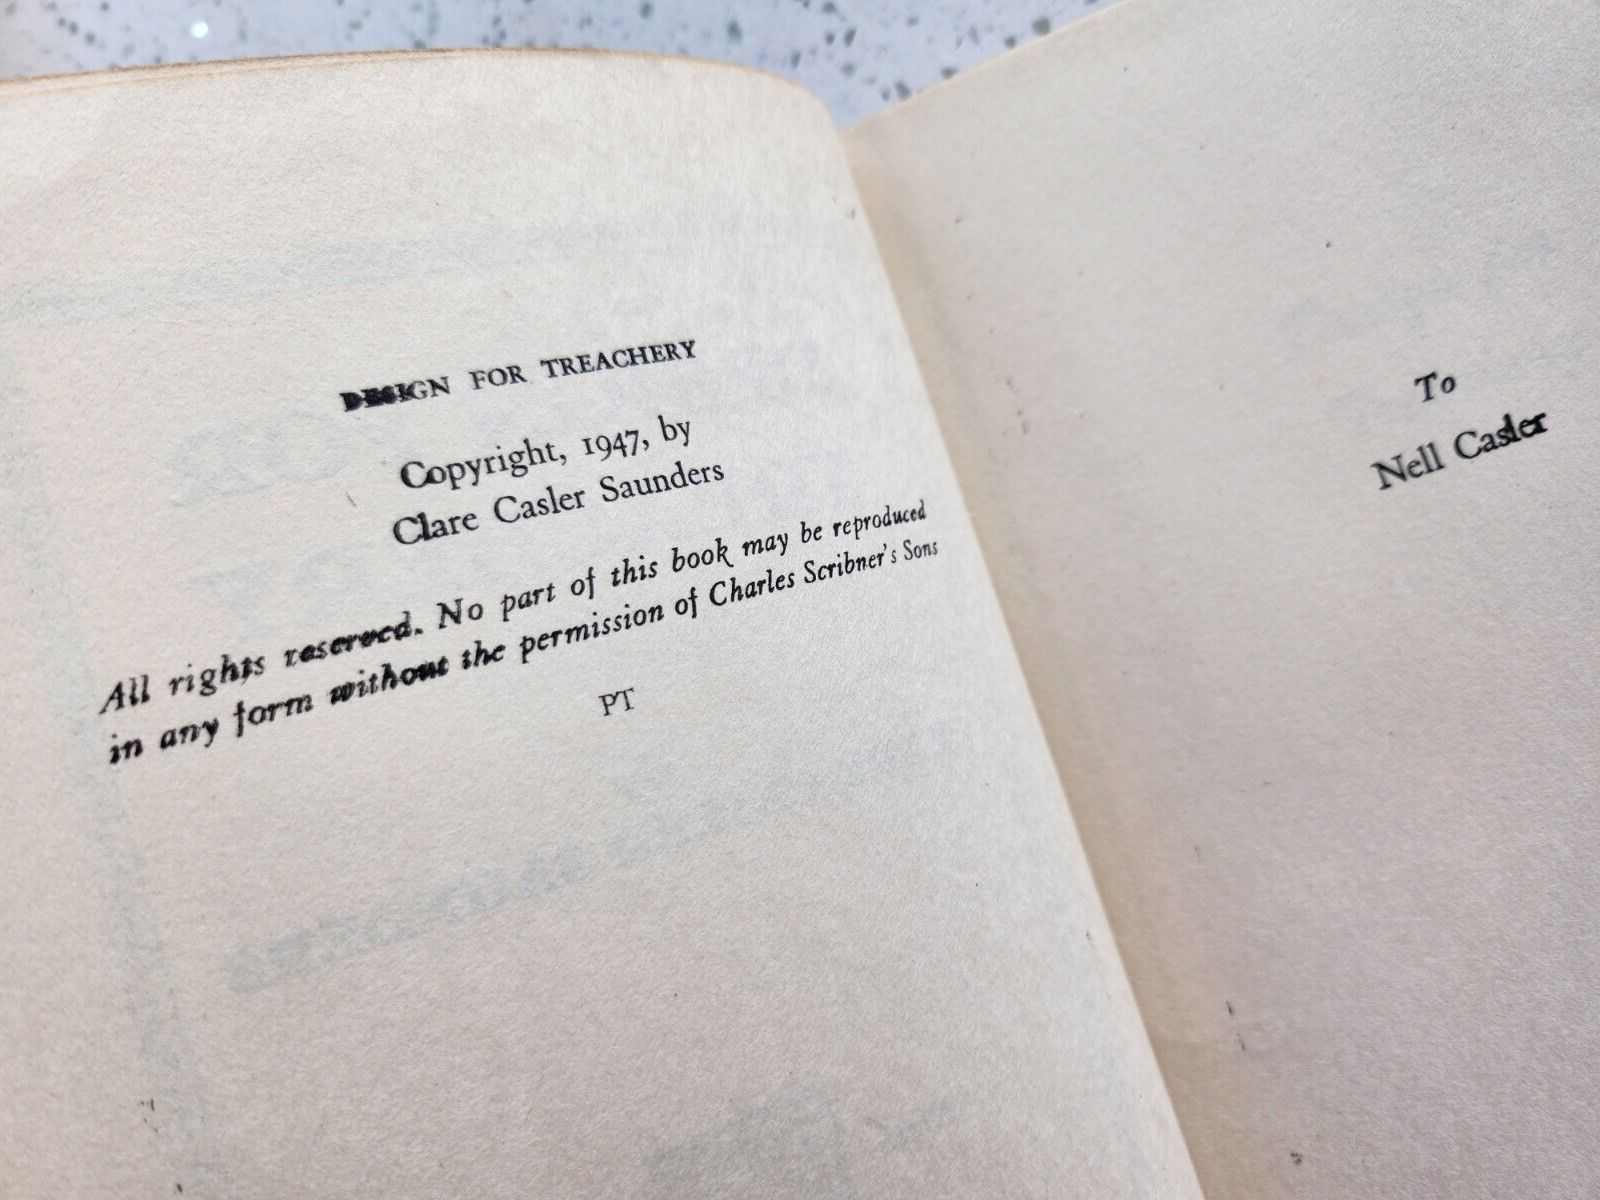 DESIGN FOR TREACHERY
Copyright, 1947, by
Clare Casler Saunders
All rights reserved. No part of this book may be reproduced
in any form without the permission of Charles Scribner's Sons
PT
To
Nell Casler